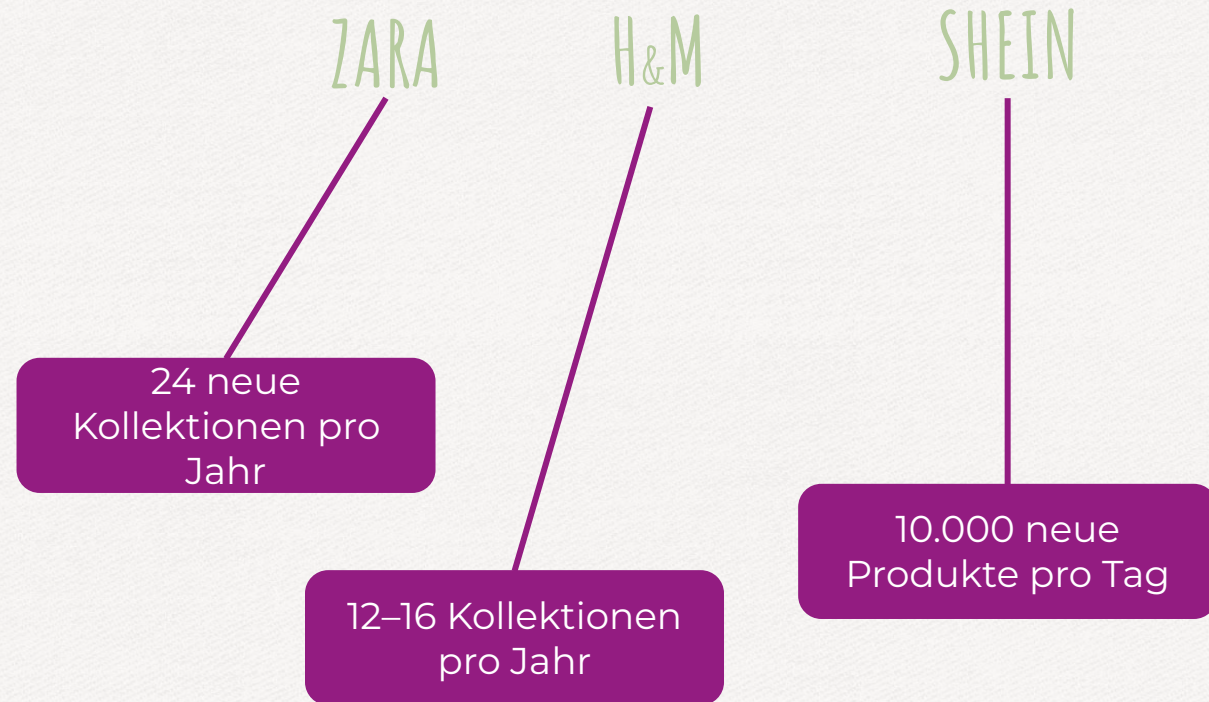 ZARA
H&M
SHEIN
24 neue
Kollektionen pro
Jahr
12–16 Kollektionen
pro Jahr
10.000 neue
Produkte pro Tag